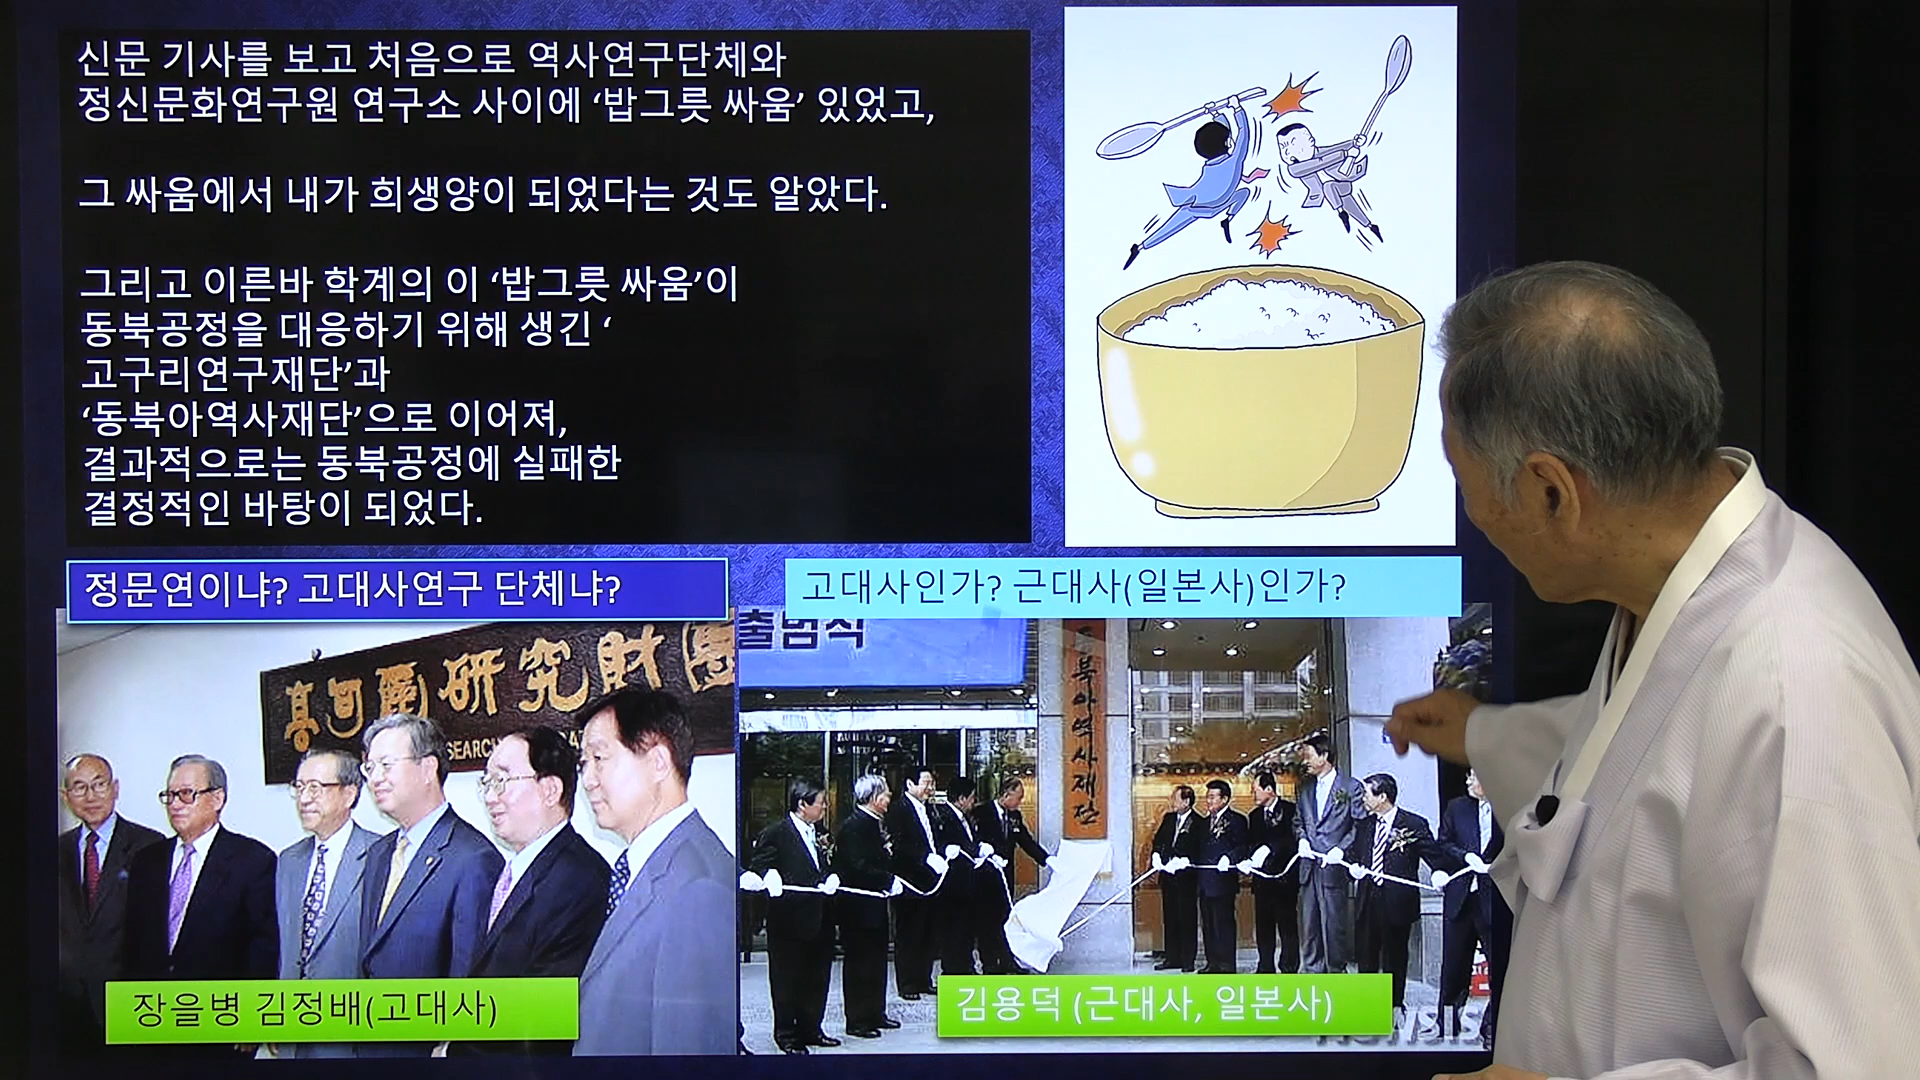 신문 기사를 보고 처음으로 역사연구단체와
정신문화연구원 연구소 사이에 ‘밥그릇 싸움’ 있었고,
그 싸움에서 내가 희생양이 되었다는 것도 알았다.
그리고 이른바 학계의 이 ‘밥그릇 싸움’이
동북공정을 대응하기 위해 생긴 ‘
고구리연구재단’과
‘동북아역사재단’으로 이어져,
결과적으로는 동북공정에 실패한
결정적인 바탕이 되었다.
정문연이냐? 고대사연구 단체냐?
고대사인가? 근대사(일본사)인가?
高句麗研究財團
SEARCH
출범식
북아역사재단
장을병 김정배(고대사)
김용덕 (근대사, 일본사)
NEWSIS